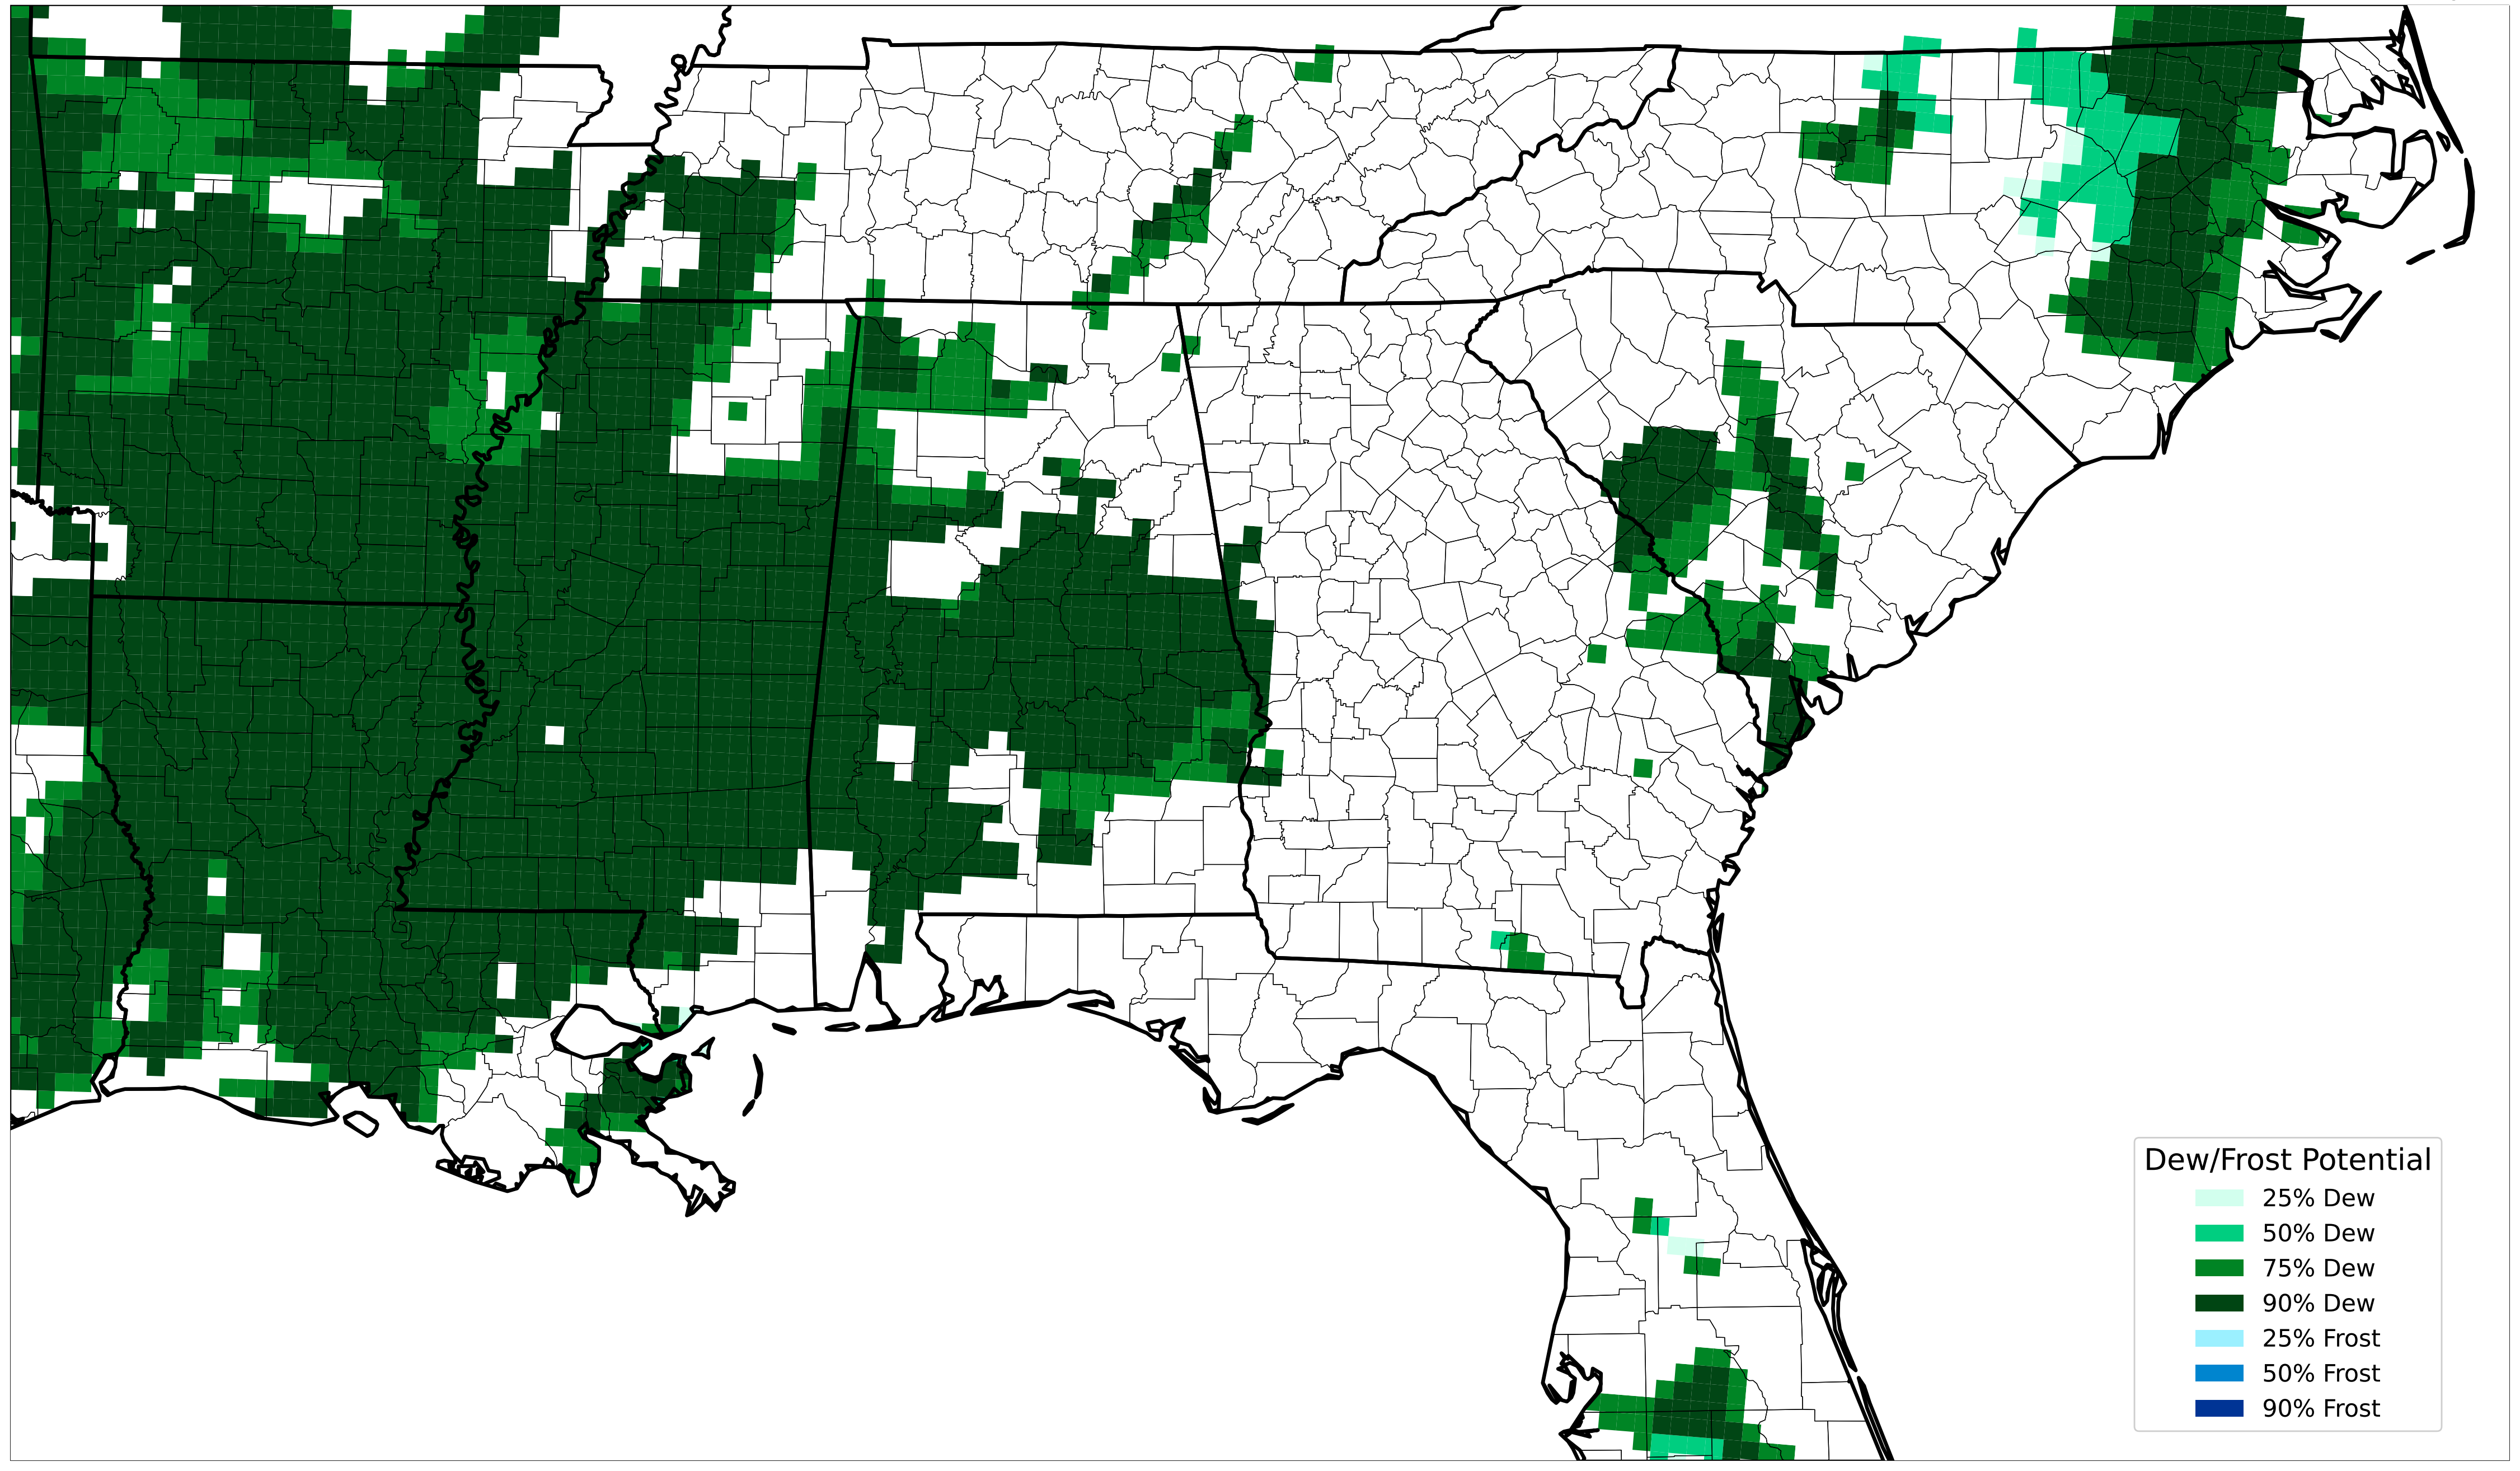 Dew/Frost Potential
25% Dew
50% Dew
75% Dew
90% Dew
25% Frost
50% Frost
90% Frost